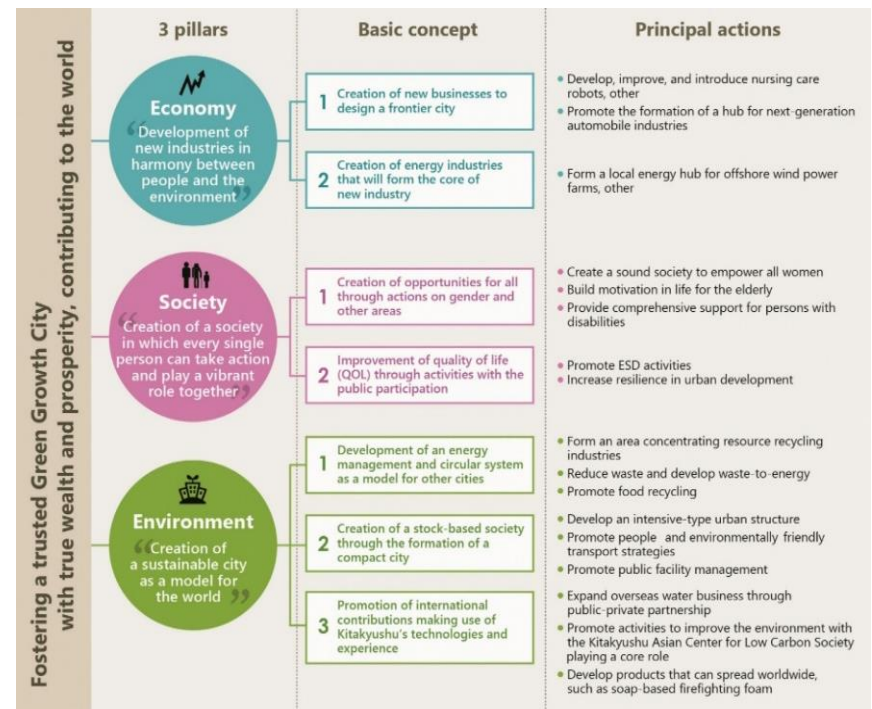 Fostering a trusted Green Growth City
with true wealth and prosperity, contributing to the world
3 pillars
Basic concept
Principal actions
Economy
“Development of
new industries in
harmony between
people and the
environment”
1 Creation of new businesses to
design a frontier city
• Develop, improve, and introduce nursing care
robots, other
• Promote the formation of a hub for next-generation
automobile industries
2 Creation of energy industries
that will form the core of
new industry
• Form a local energy hub for offshore wind power
farms, other
Society
“Creation of a society
in which every single
person can take action
and play a vibrant
role together”
1 Creation of opportunities for all
through actions on gender and
other areas
• Create a sound society to empower all women
• Build motivation in life for the elderly
• Provide comprehensive support for persons with
disabilities
2 Improvement of quality of life
(QOL) through activities with the
public participation
• Promote ESD activities
• Increase resilience in urban development
Environment
“Creation of
a sustainable city
as a model for
the world”
1 Development of an energy
management and circular system
as a model for other cities
• Form an area concentrating resource recycling
industries
• Reduce waste and develop waste-to-energy
• Promote food recycling
2 Creation of a stock-based society
through the formation of a
compact city
• Develop an intensive-type urban structure
• Promote people and environmentally friendly
transport strategies
• Promote public facility management
3 Promotion of international
contributions making use of
Kitakyushu's technologies and
experience
• Expand overseas water business through
public-private partnership
• Promote activities to improve the environment with
the Kitakyushu Asian Center for Low Carbon Society
playing a core role
• Develop products that can spread worldwide,
such as soap-based firefighting foam